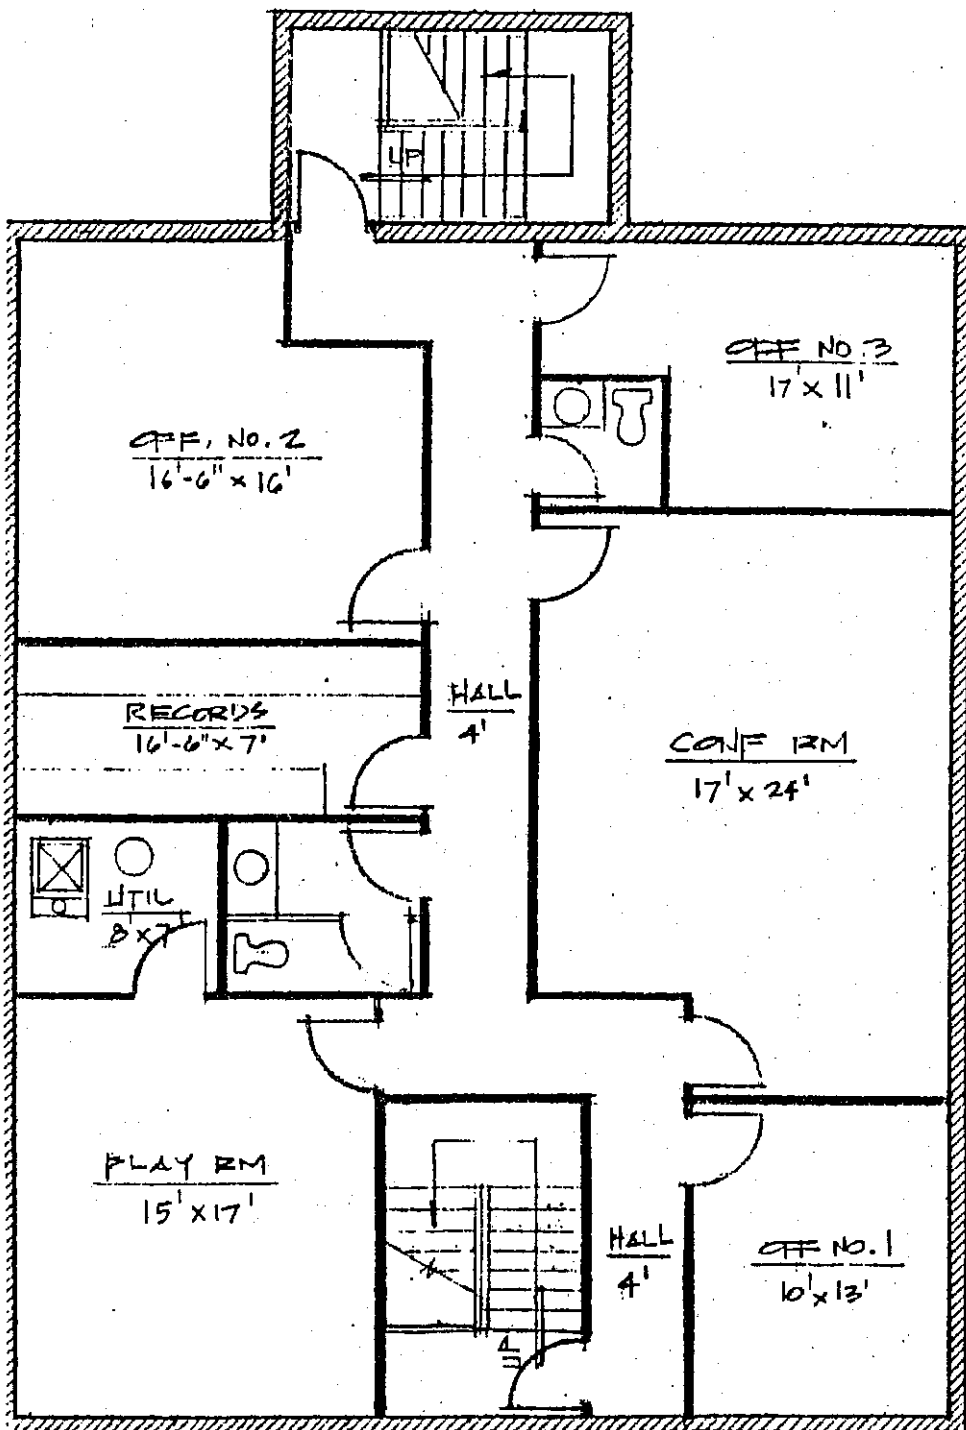 UP
OFF NO. 3
17' x 11'
OFF. NO. 2
16'-6" x 16'
HALL
4'
RECORDS
16'-6" x 7'
CONF RM
17' x 24'
UTIL
8' x 7'
PLAY RM
15' x 17'
HALL
4'
OFF NO. 1
10' x 13'
UP